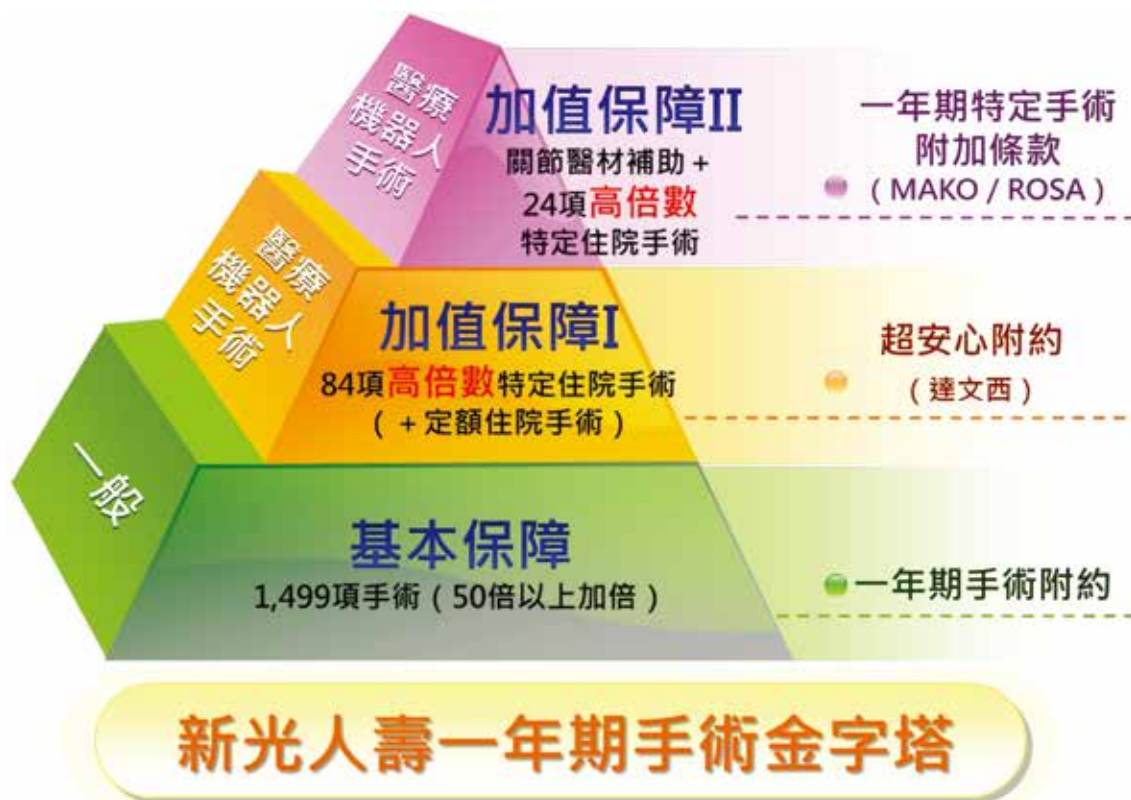 醫療
機器人
手術
加值保障II
關節醫材補助 +
24項高倍數
特定住院手術
一年期特定手術
附加條款
( MAKO / ROSA )
醫療
機器人
手術
加值保障I
84項高倍數特定住院手術
( + 定額住院手術 )
超安心附約
( 達文西 )
一般
基本保障
1,499項手術 ( 50倍以上加倍 )
一年期手術附約
新光人壽一年期手術金字塔